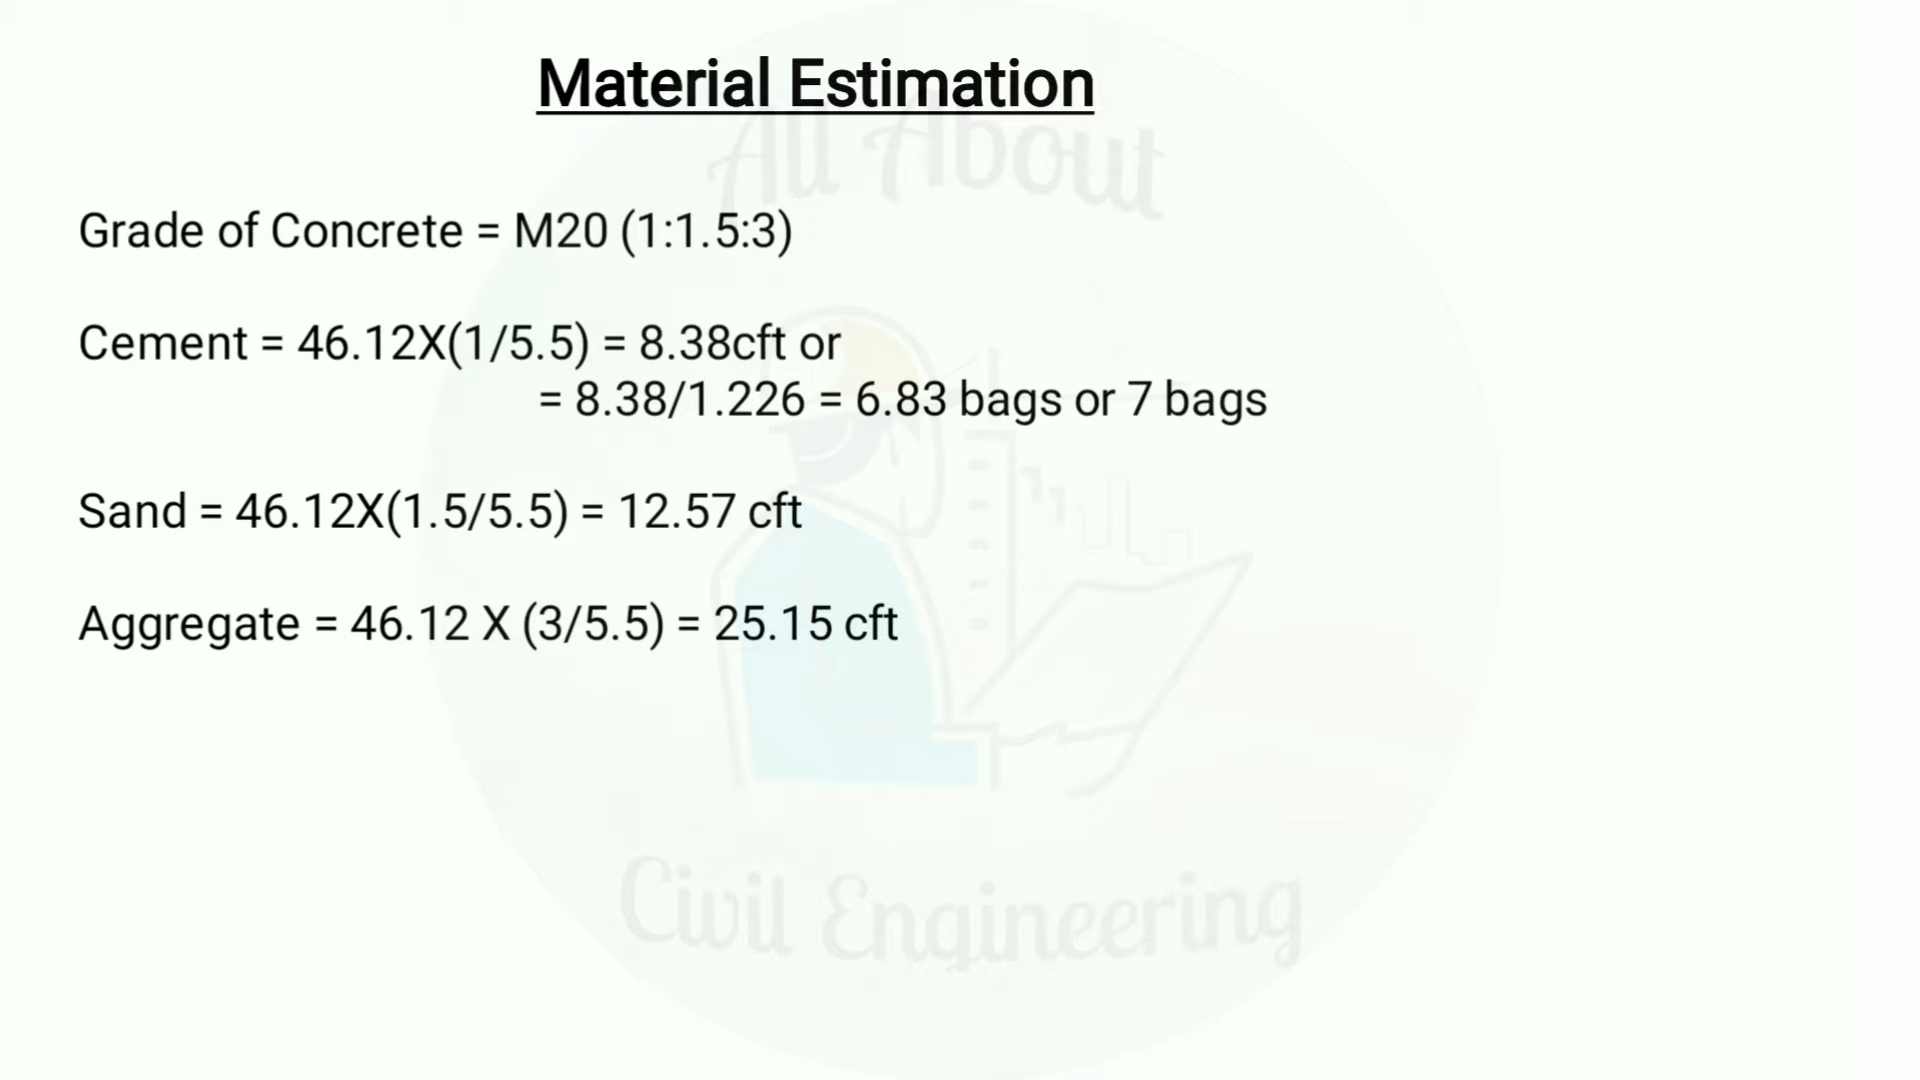 Material Estimation
All About
Grade of Concrete = M20 (1:1.5:3)
Cement = 46.12X(1/5.5) = 8.38cft or
= 8.38/1.226 = 6.83 bags or 7 bags
Sand = 46.12X(1.5/5.5) = 12.57 cft
Aggregate = 46.12 X (3/5.5) = 25.15 cft
Civil Engineering